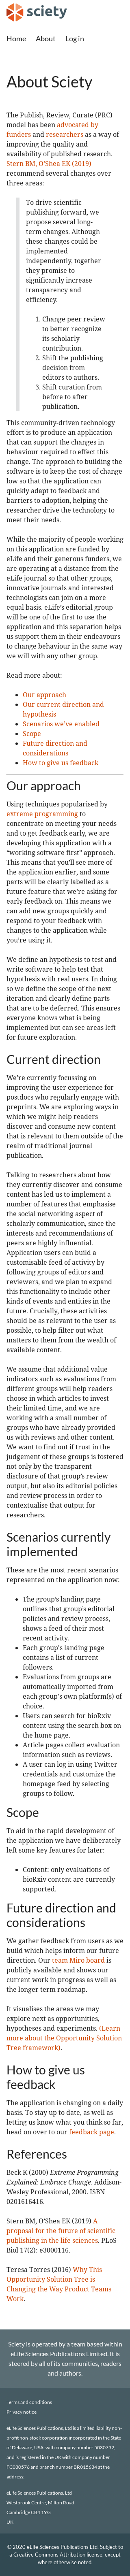 sciety
Home About Log in
About Sciety
The Publish, Review, Curate (PRC)
model has been advocated by
funders and researchers as a way of
improving the quality and
availability of published research.
Stern BM, O'Shea EK (2019)
recommended several changes over
three areas:
To drive scientific
publishing forward, we
propose several long-
term changes. Although
these changes could be
implemented
independently, together
they promise to
significantly increase
transparency and
efficiency.
1. Change peer review
to better recognize
its scholarly
contribution.
2. Shift the publishing
decision from
editors to authors.
3. Shift curation from
before to after
publication.
This community-driven technology
effort is to produce an application
that can support the changes in
behaviour required to effect this
change. The approach to building the
software is to keep the cost of change
low so that the application can
quickly adapt to feedback and
learnings to adoption, helping the
researcher drive the technology to
meet their needs.
While the majority of people working
on this application are funded by
eLife, we are operating as a distinct
team in a comparable manner to the
eLife journal so that other groups,
innovative journals and interested
technologists can join on a more
equal basis. eLife's editorial group
will be one of the first to use this
application as they shift their own
publishing model and our task is to
support them in their endeavour and
to change behaviour in the same way
we will with any other group.
Read more about:
• Our approach
• Our current direction and
hypothesis
• Scenarios we've enabled
• Scope
• Future direction and
considerations
• How to give us feedback
Our approach
Using techniques popularised by
extreme programming to
concentrate on meeting your needs
and to get feedback early, we are
developing this application with a
"working software first" approach.
This means that you'll see more of
the application earlier, and some
parts will be clearly labelled as a
work in progress for future asking for
early feedback on this. It means we
can add new groups quickly and
respond to your feedback with
changes to the application while
you're using it.
We define an hypothesis to test and
write software to help test that
hypothesis in each iteration. We
define some of the scope to the next
iteration and clearly define pathways
that are to be deferred. This ensures
everyone knows what is being
implemented but can see areas left
for future exploration.
Current direction
We're currently focusing on
improving the user experience for
postdocs who regularly engage with
preprints. We are exploring ways in
which we might help readers
discover and consume content
content that is relevant to them
outside of the realm of traditional journal
publication.
Talking to researchers about how
they currently discover and consume
content has led us to implement a
number of features that emphasise
the social networking aspect of
scholarly communication, since the
interests and recommendations of
peers are highly influential.
Application users can build a
customisable feed of activity by
following groups of editors and
reviewers, and we plan to expand
this functionality to include other
kinds of events and entities in the
future. Crucially, these activities
should be as relevant to the user as
possible, to help filter out what
matters to them from the wealth of
available content.
We assume that additional value
indicators such as evaluations from
different groups will help readers
decide which articles to read in their
limited time and, while we are
working with a small number of
groups who have already provided
us with reviews and other content.
We want to find out if trust in the
judgement of these groups is fostered
not only by the transparent
disclosure of the group's review
output, but also its editorial policies
and review process in order to
contextualise that output for
researchers.
Scenarios currently
implemented
These are the most recent scenarios
represented on the application now:
• The group's landing page
outlines that group's editorial
policies and review process,
shows a feed of their most
recent activity.
• Each group's landing page
contains a list of current
followers.
• Evaluations from groups are
automatically imported from
each group's own platform(s) of
choice.
• Users can search for bioRxiv
content using the search box on
the home page.
• Article pages collect evaluation
information such as reviews.
• A user can log in using Twitter
credentials and customize the
homepage feed by selecting
groups to follow.
Scope
To aid in the rapid development of
the application we have deliberately
left some key features for later:
• Content: only evaluations of
bioRxiv content are currently
supported.
Future direction and
considerations
We gather feedback from users as we
build which helps inform our future
direction. Our team Miro board is
publicly available and shows our
current work in progress as well as
the longer term roadmap.
It visualises the areas we may
explore next as opportunities,
hypotheses and experiments. (Learn
more about the Opportunity Solution
Tree framework).
How to give us
feedback
The application is changing on a daily
basis. To stay up to date, as well as
letting us know what you think so far,
head on over to our feedback page.
References
Beck K (2000) Extreme Programming
Explained: Embrace Change. Addison-
Wesley Professional, 2000. ISBN
0201616416.
Stern BM, O'Shea EK (2019) A
proposal for the future of scientific
publishing in the life sciences. PLoS
Biol 17(2): e3000116.
Teresa Torres (2016) Why This
Opportunity Solution Tree is
Changing the Way Product Teams
Work.
Sciety is operated by a team based within
eLife Sciences Publications Limited. It is
steered by all of its communities, readers
and authors.
Terms and conditions
Privacy notice
eLife Sciences Publications, Ltd is a limited liability non-
profit non-stock corporation incorporated in the State
of Delaware, USA, with company number 5030732,
and is registered in the UK with company number
FC030576 and branch number BR015634 at the
address:
eLife Sciences Publications, Ltd
Westbrook Centre, Milton Road
Cambridge CB4 1YG
UK
© 2020 eLife Sciences Publications Ltd. Subject to
a Creative Commons Attribution license, except
where otherwise noted.